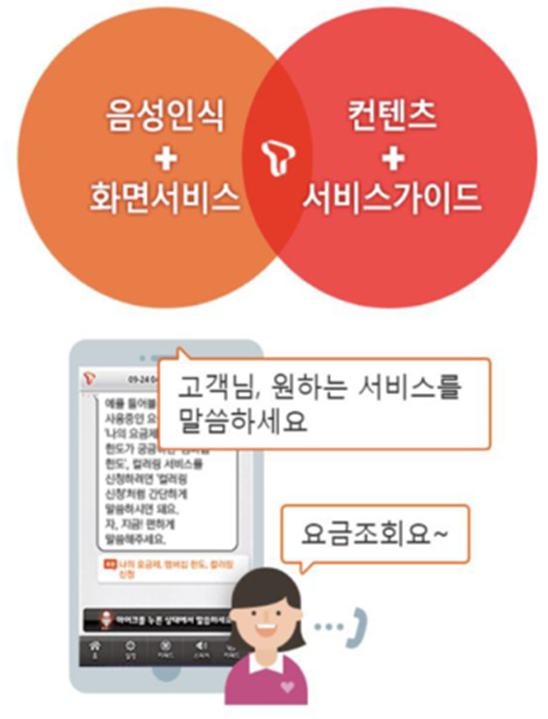 음성인식
+
화면서비스
컨텐츠
+
서비스가이드
고객님, 원하는 서비스를
말씀하세요
09-24
예를 들어볼
사용중인 요
'나의 요금제
한도가 궁금
한도', 컬러링 서비스를
신청하려면 '컬러링
신청'처럼 간단하게
말씀하시면 돼요.
자, 지금! 편하게
말씀해주세요.
나의 요금제, 멤버십 한도, 컬러링
신청
마이크를 누른 상태에서 말씀하세요
요금조회요~
홈